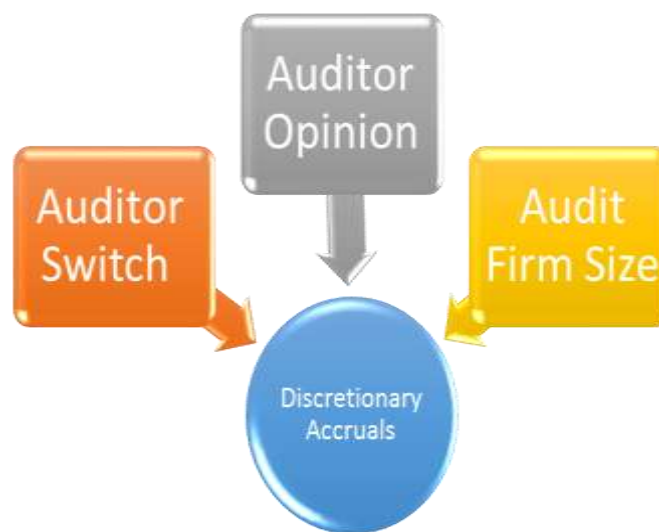 Auditor
Opinion
Auditor
Switch
Audit
Firm Size
Discretionary
Accruals